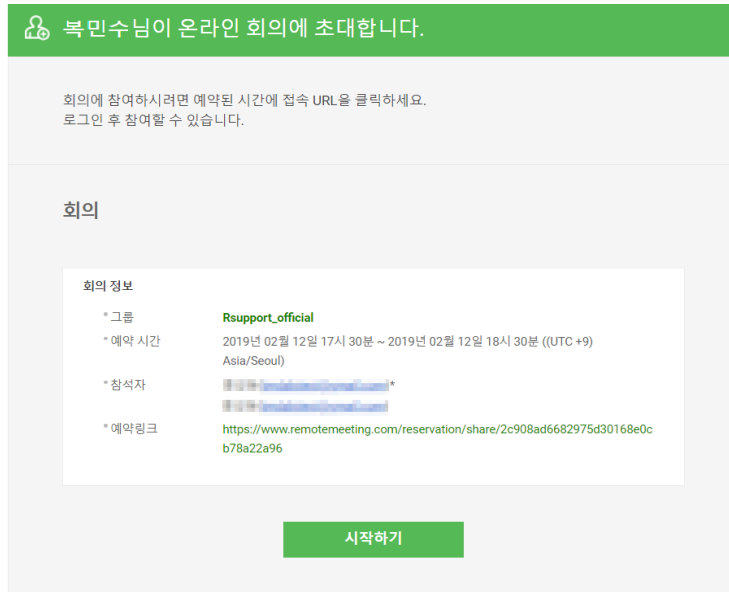 복민수님이 온라인 회의에 초대합니다.
회의에 참여하시려면 예약된 시간에 접속 URL을 클릭하세요.
로그인 후 참여할 수 있습니다.
회의
회의 정보
* 그룹 Rsupport_official
* 예약 시간 2019년 02월 12일 17시 30분 ~ 2019년 02월 12일 18시 30분 ((UTC +9)
Asia/Seoul)
* 참석자 *
* 예약링크 https://www.remotemeeting.com/reservation/share/2c908ad6682975d30168e0c
b78a22a96
시작하기